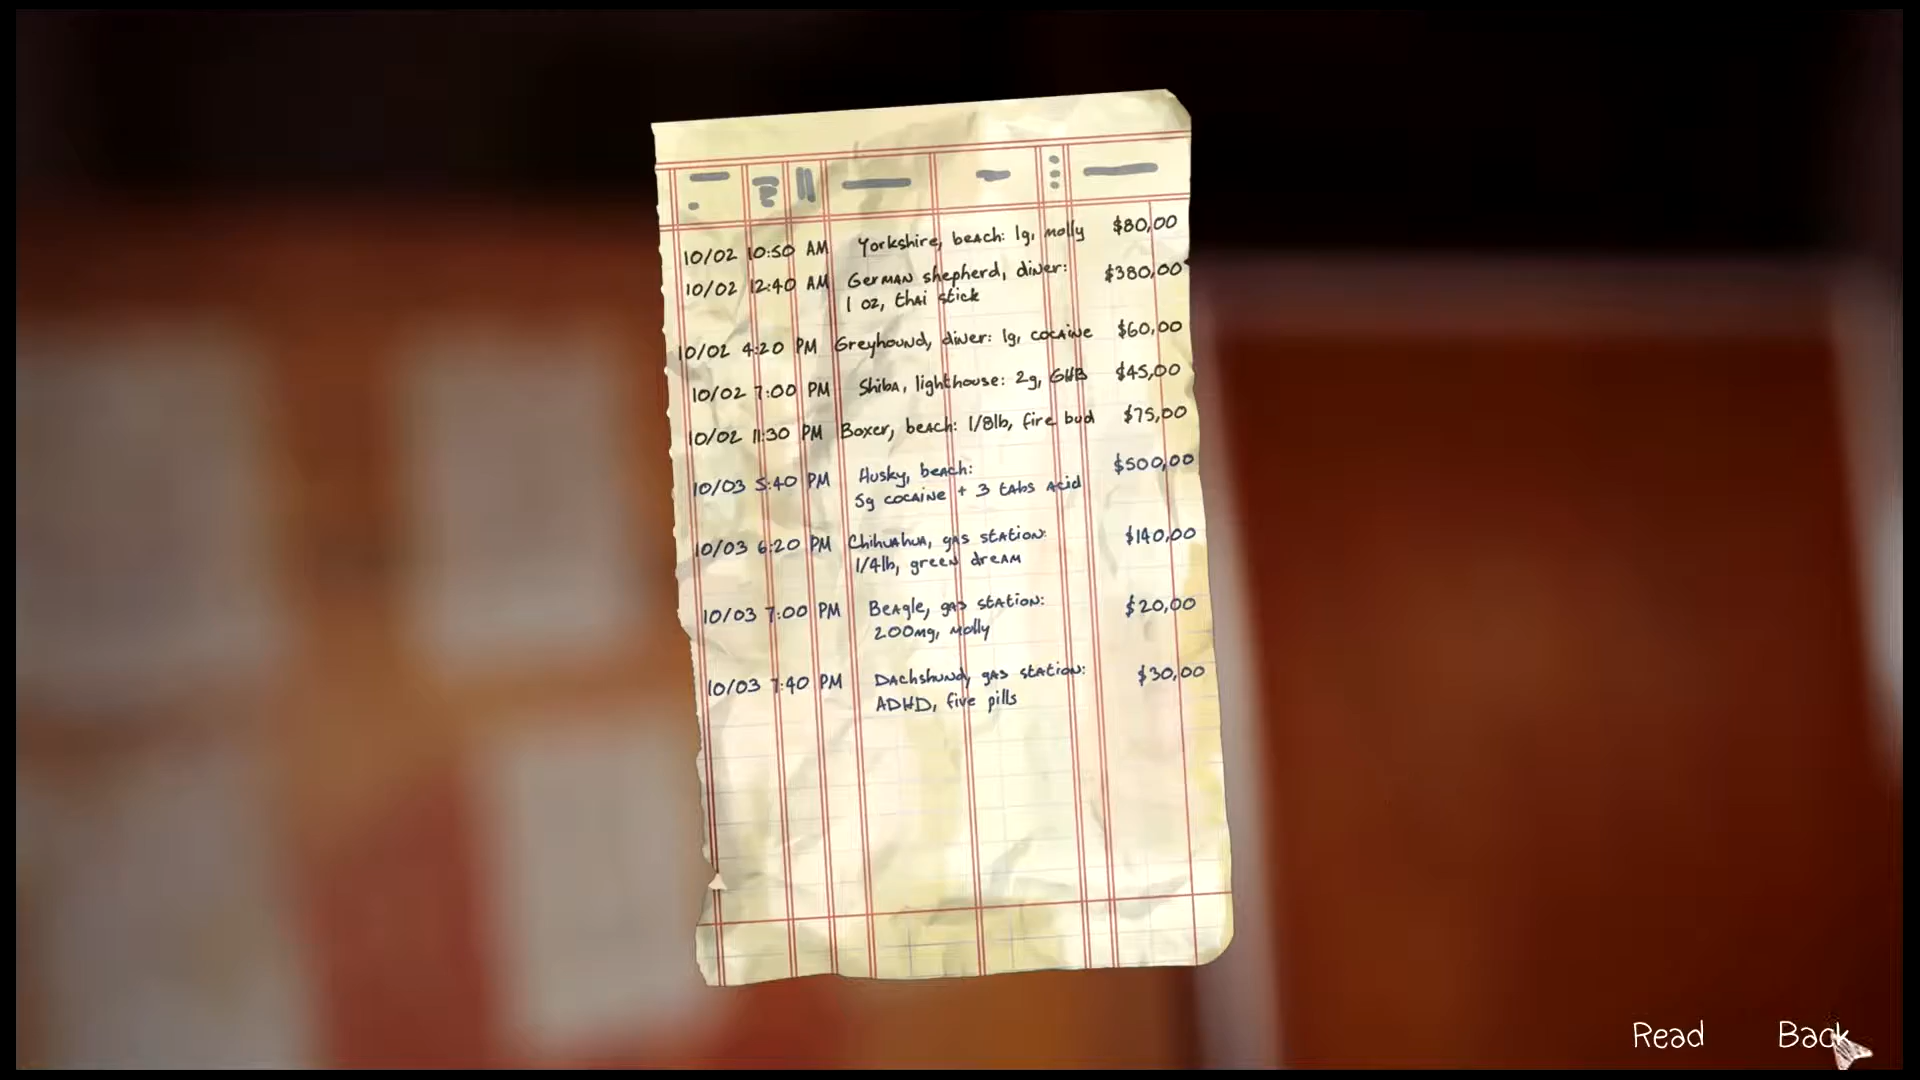 10/02 10:50 AM Yorkshire, beach: 1g, molly $80,00
10/02 12:40 AM German shepherd, diner: $380,00
1 oz, thai stick
10/02 4:20 PM Greyhound, diner: 1g, cocaine $60,00
10/02 7:00 PM Shiba, lighthouse: 2g, GHB $45,00
10/02 11:30 PM Boxer, beach: 1/8lb, fire bud $75,00
10/03 5:40 PM Husky, beach: $500,00
5g cocaine + 3 tabs acid
10/03 6:20 PM Chihuahua, gas station: $140,00
1/4lb, green dream
10/03 7:00 PM Beagle, gas station: $20,00
200mg, molly
10/03 7:40 PM Dachshund, gas station: $30,00
ADHD, five pills
Read Back